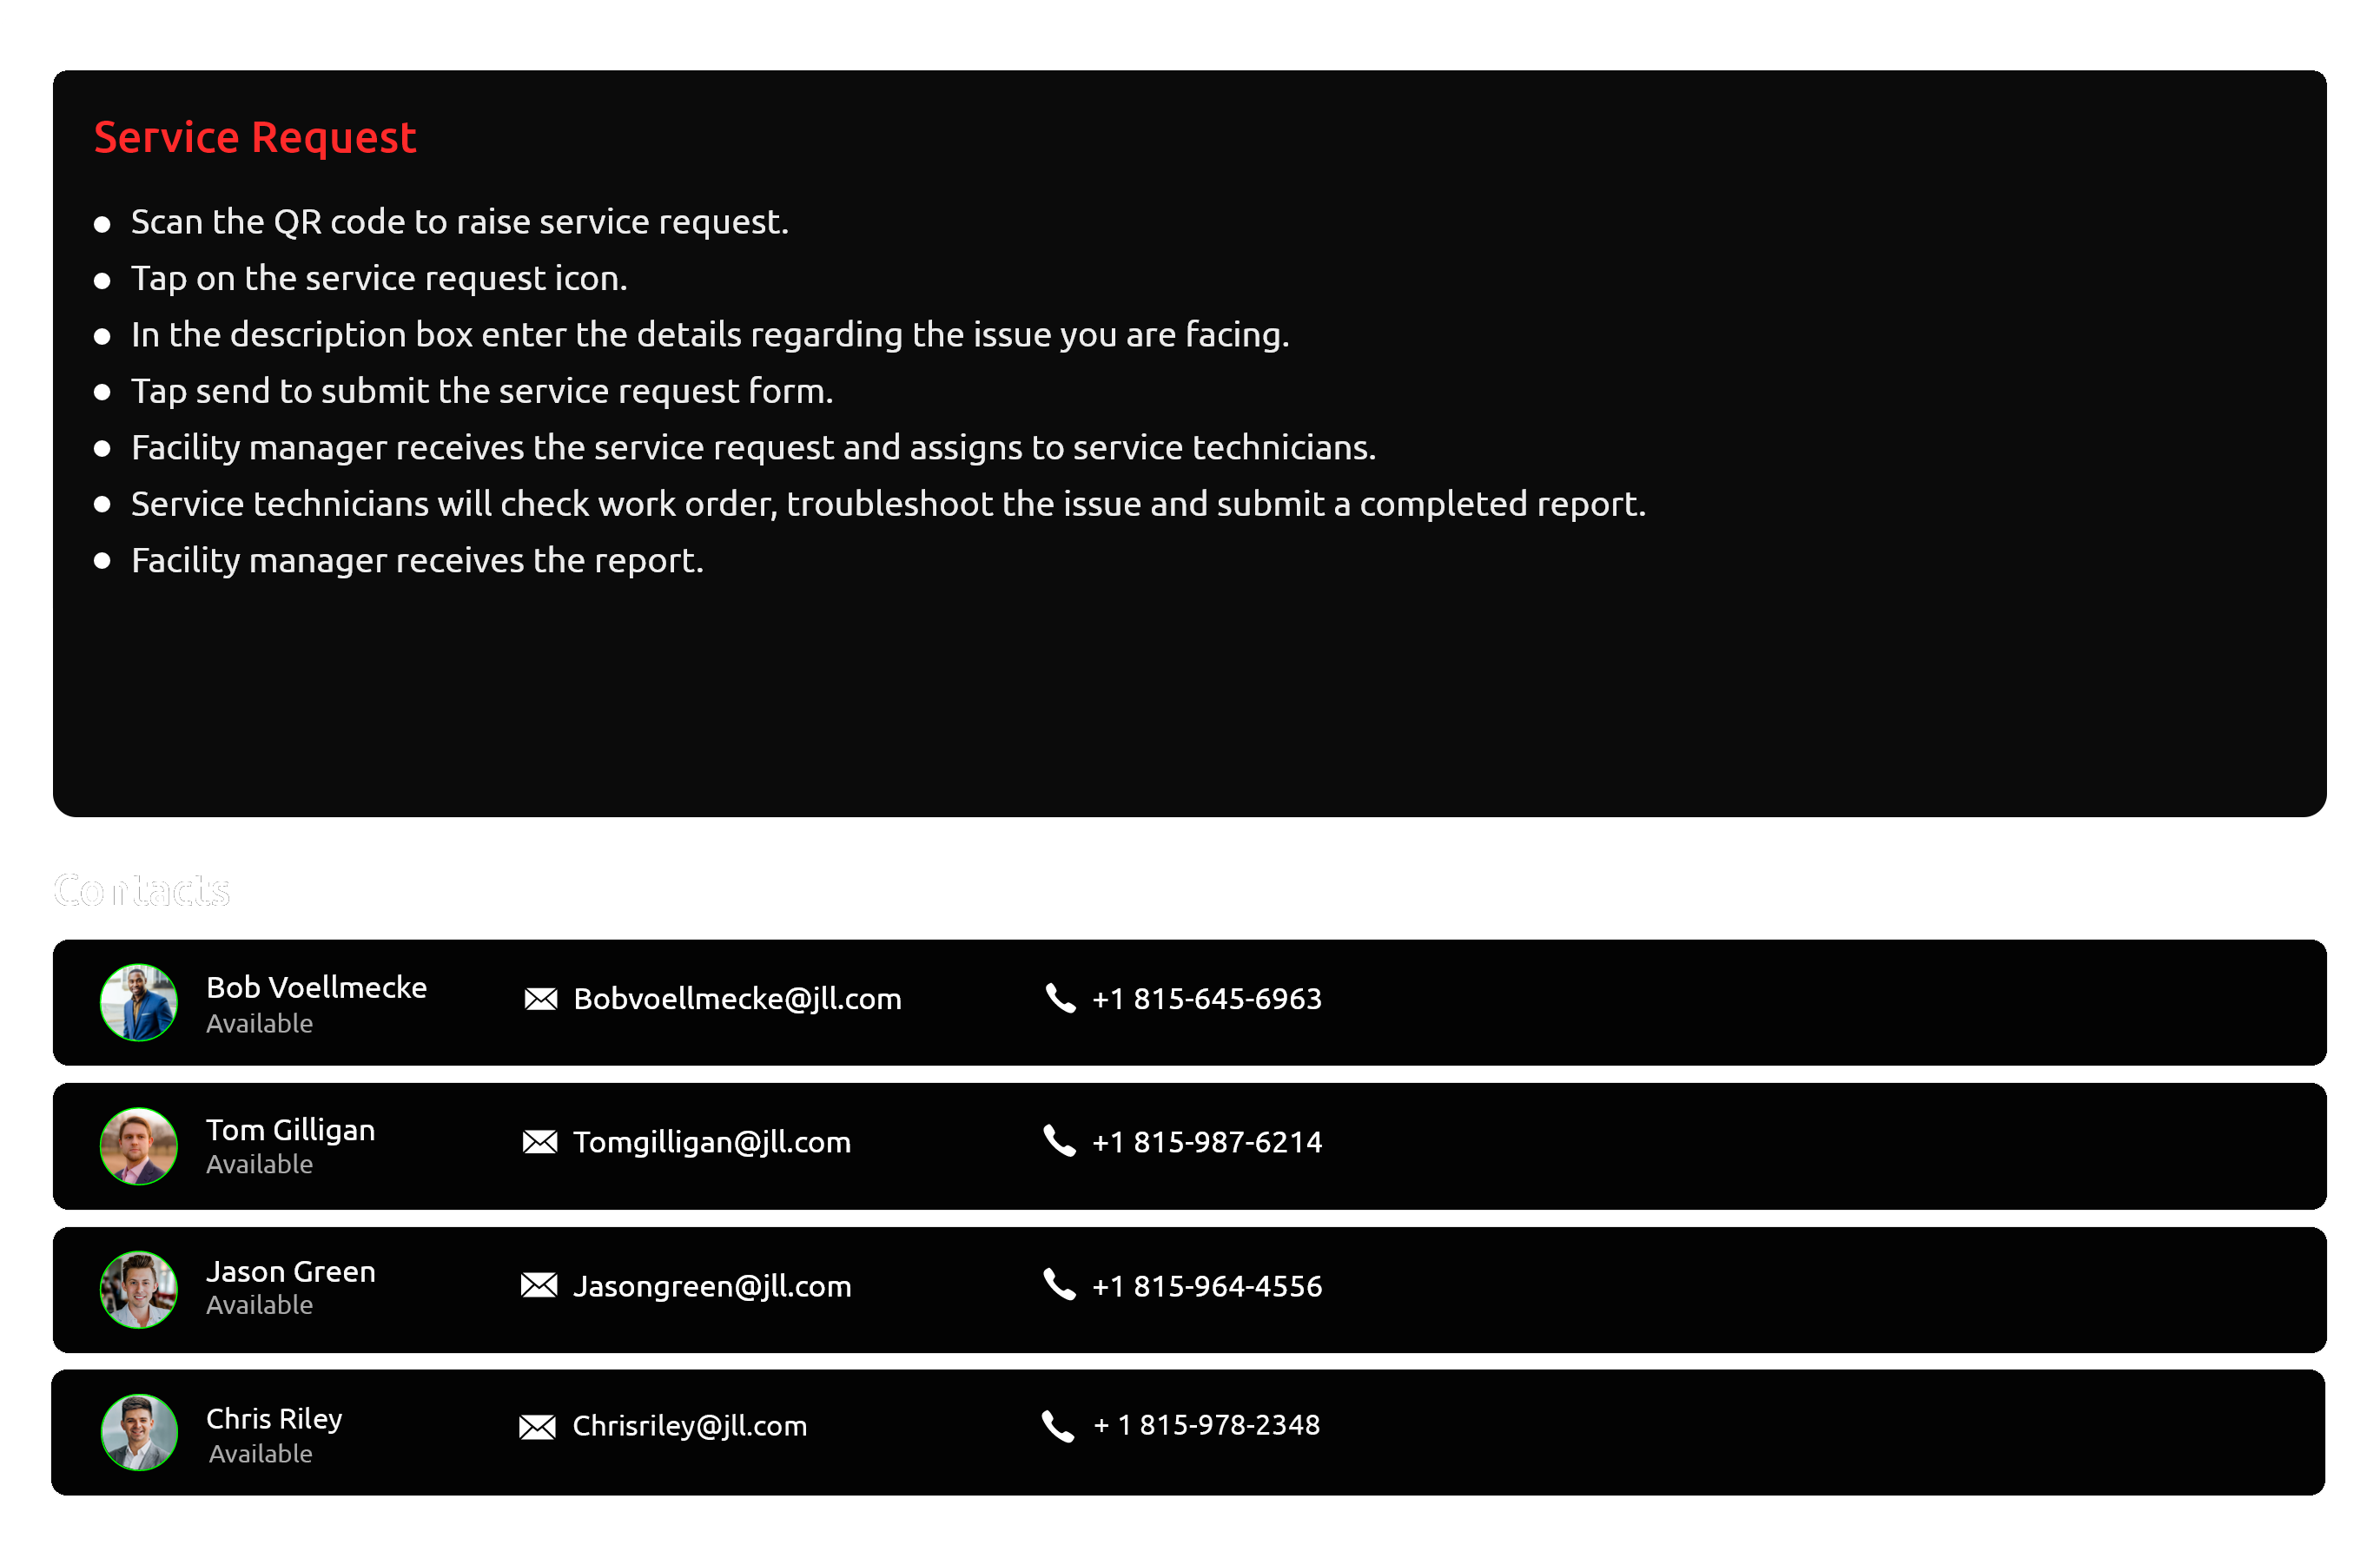 Service Request
Scan the QR code to raise service request.
Tap on the service request icon.
In the description box enter the details regarding the issue you are facing.
Tap send to submit the service request form.
Facility manager receives the service request and assigns to service technicians.
Service technicians will check work order, troubleshoot the issue and submit a completed report.
Facility manager receives the report.
Contacts
Bob Voellmecke
Available
Bobvoellmecke@jll.com
+1 815-645-6963
Tom Gilligan
Available
Tomgilligan@jll.com
+1 815-987-6214
Jason Green
Available
Jasongreen@jll.com
+1 815-964-4556
Chris Riley
Available
Chrisriley@jll.com
+ 1 815-978-2348